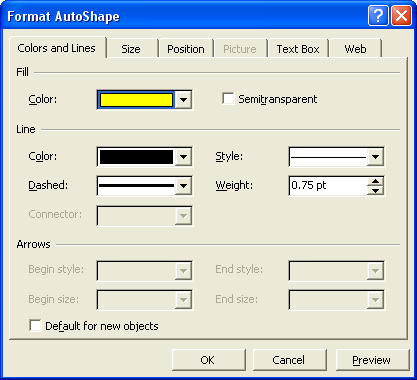 Format AutoShape
Colors and Lines Size Position Picture Text Box Web
Fill
Color: Semitransparent
Line
Color: Style:
Dashed: Weight: 0.75 pt
Connector:
Arrows
Begin style: End style:
Begin size: End size:
Default for new objects
OK Cancel Preview